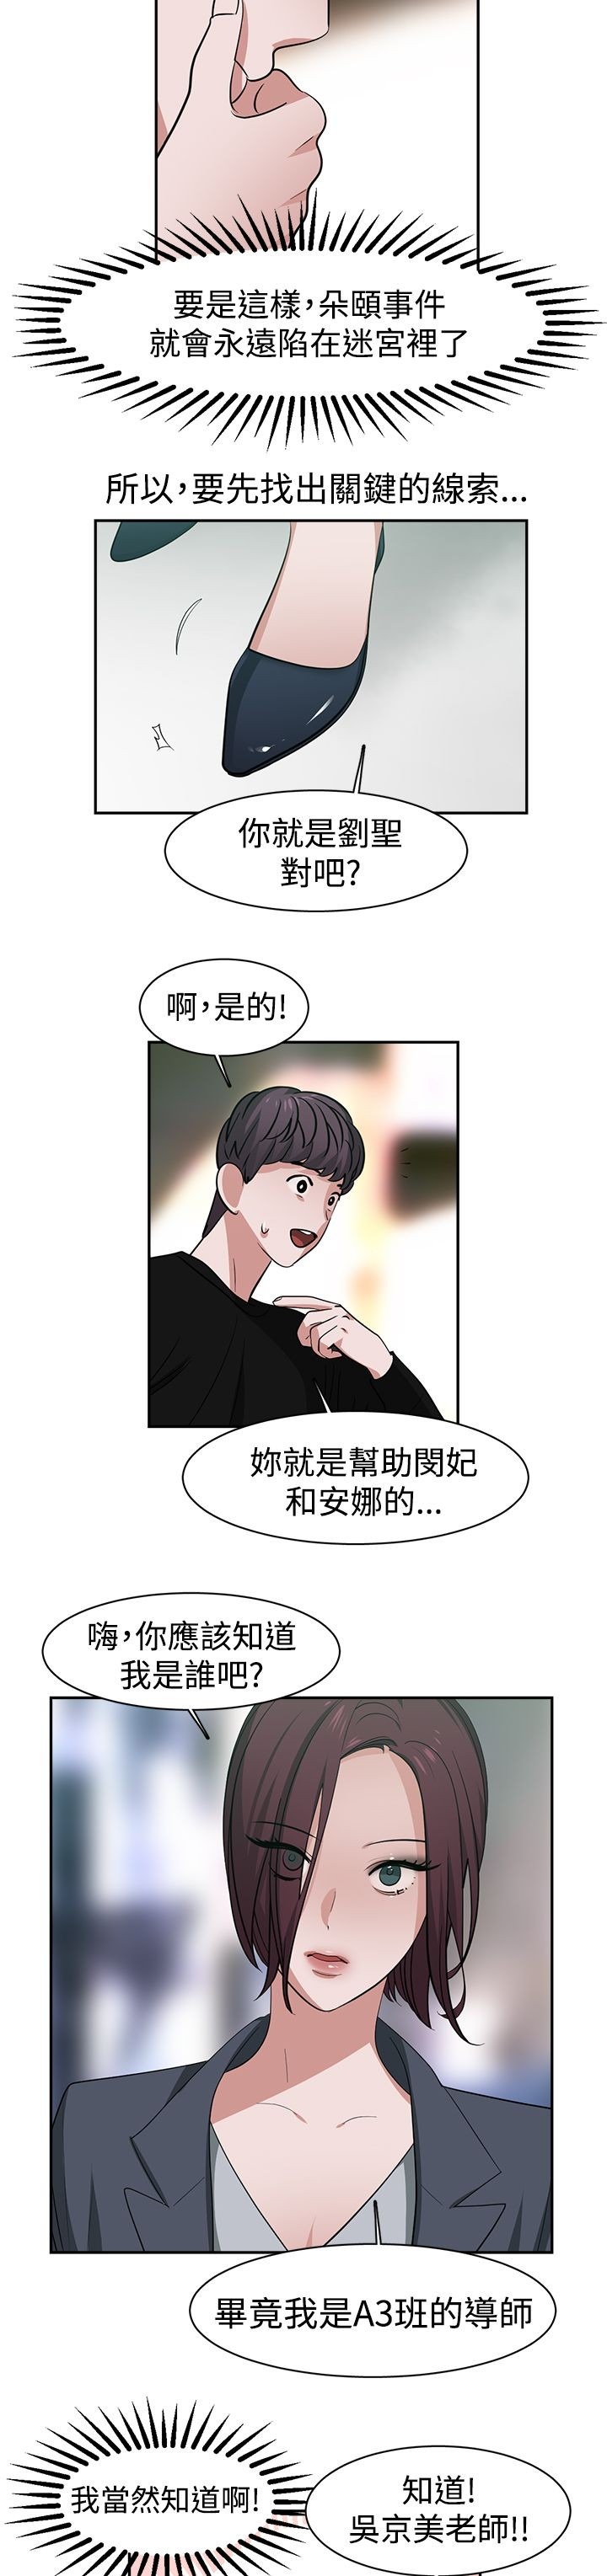 要是這樣,朵頤事件
就會永遠陷在迷宮裡了
所以,要先找出關鍵的線索...
你就是劉聖
對吧?
啊,是的!
妳就是幫助閔妃
和安娜的...
嗨,你應該知道
我是誰吧?
畢竟我是A3班的導師
我當然知道啊!
知道!
吳京美老師!!